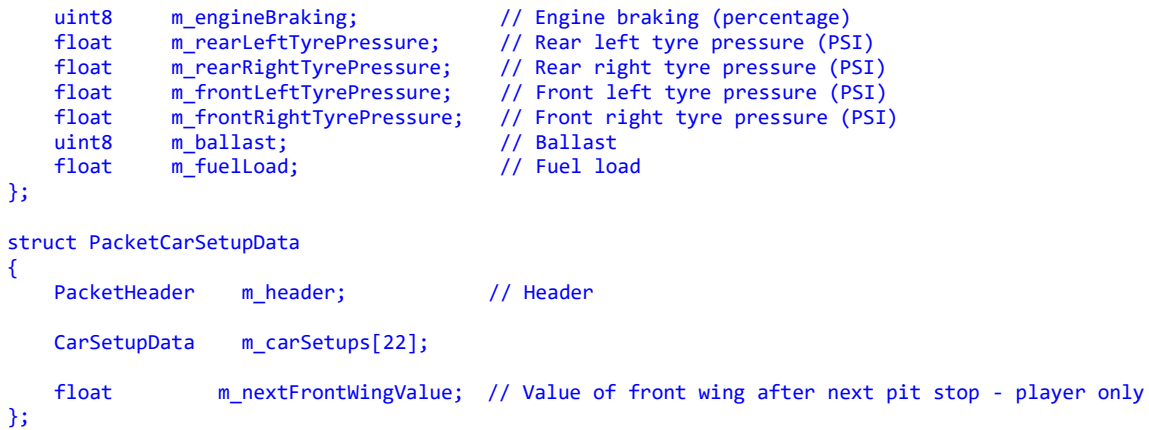 uint8 m_engineBraking; // Engine braking (percentage)
float m_rearLeftTyrePressure; // Rear left tyre pressure (PSI)
float m_rearRightTyrePressure; // Rear right tyre pressure (PSI)
float m_frontLeftTyrePressure; // Front left tyre pressure (PSI)
float m_frontRightTyrePressure; // Front right tyre pressure (PSI)
uint8 m_ballast; // Ballast
float m_fuelLoad; // Fuel load
};
struct PacketCarSetupData
{
PacketHeader m_header; // Header
CarSetupData m_carSetups[22];
float m_nextFrontWingValue; // Value of front wing after next pit stop - player only
};